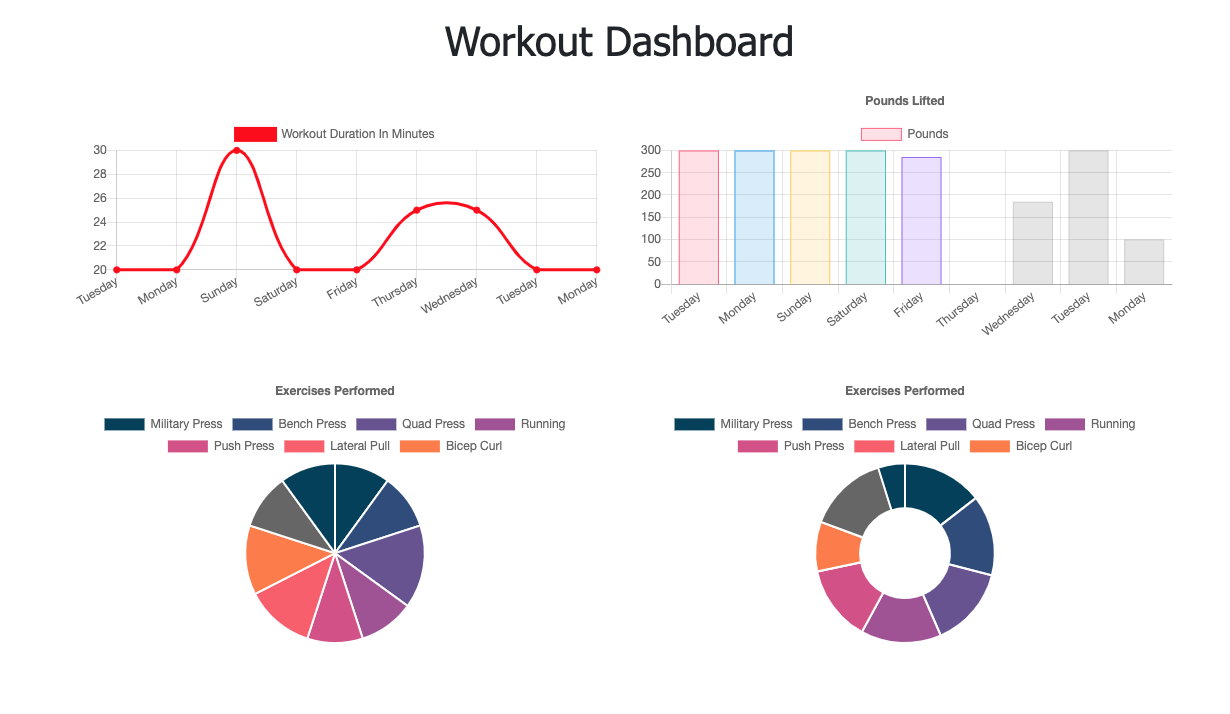 Workout Dashboard
Workout Duration In Minutes
30
28
26
24
22
20
Tuesday Monday Sunday Saturday Friday Thursday Wednesday Tuesday Monday
Pounds Lifted
Pounds
300
250
200
150
100
50
0
Tuesday Monday Sunday Saturday Friday Thursday Wednesday Tuesday Monday
Exercises Performed
Military Press Bench Press Quad Press Running
Push Press Lateral Pull Bicep Curl
Exercises Performed
Military Press Bench Press Quad Press Running
Push Press Lateral Pull Bicep Curl